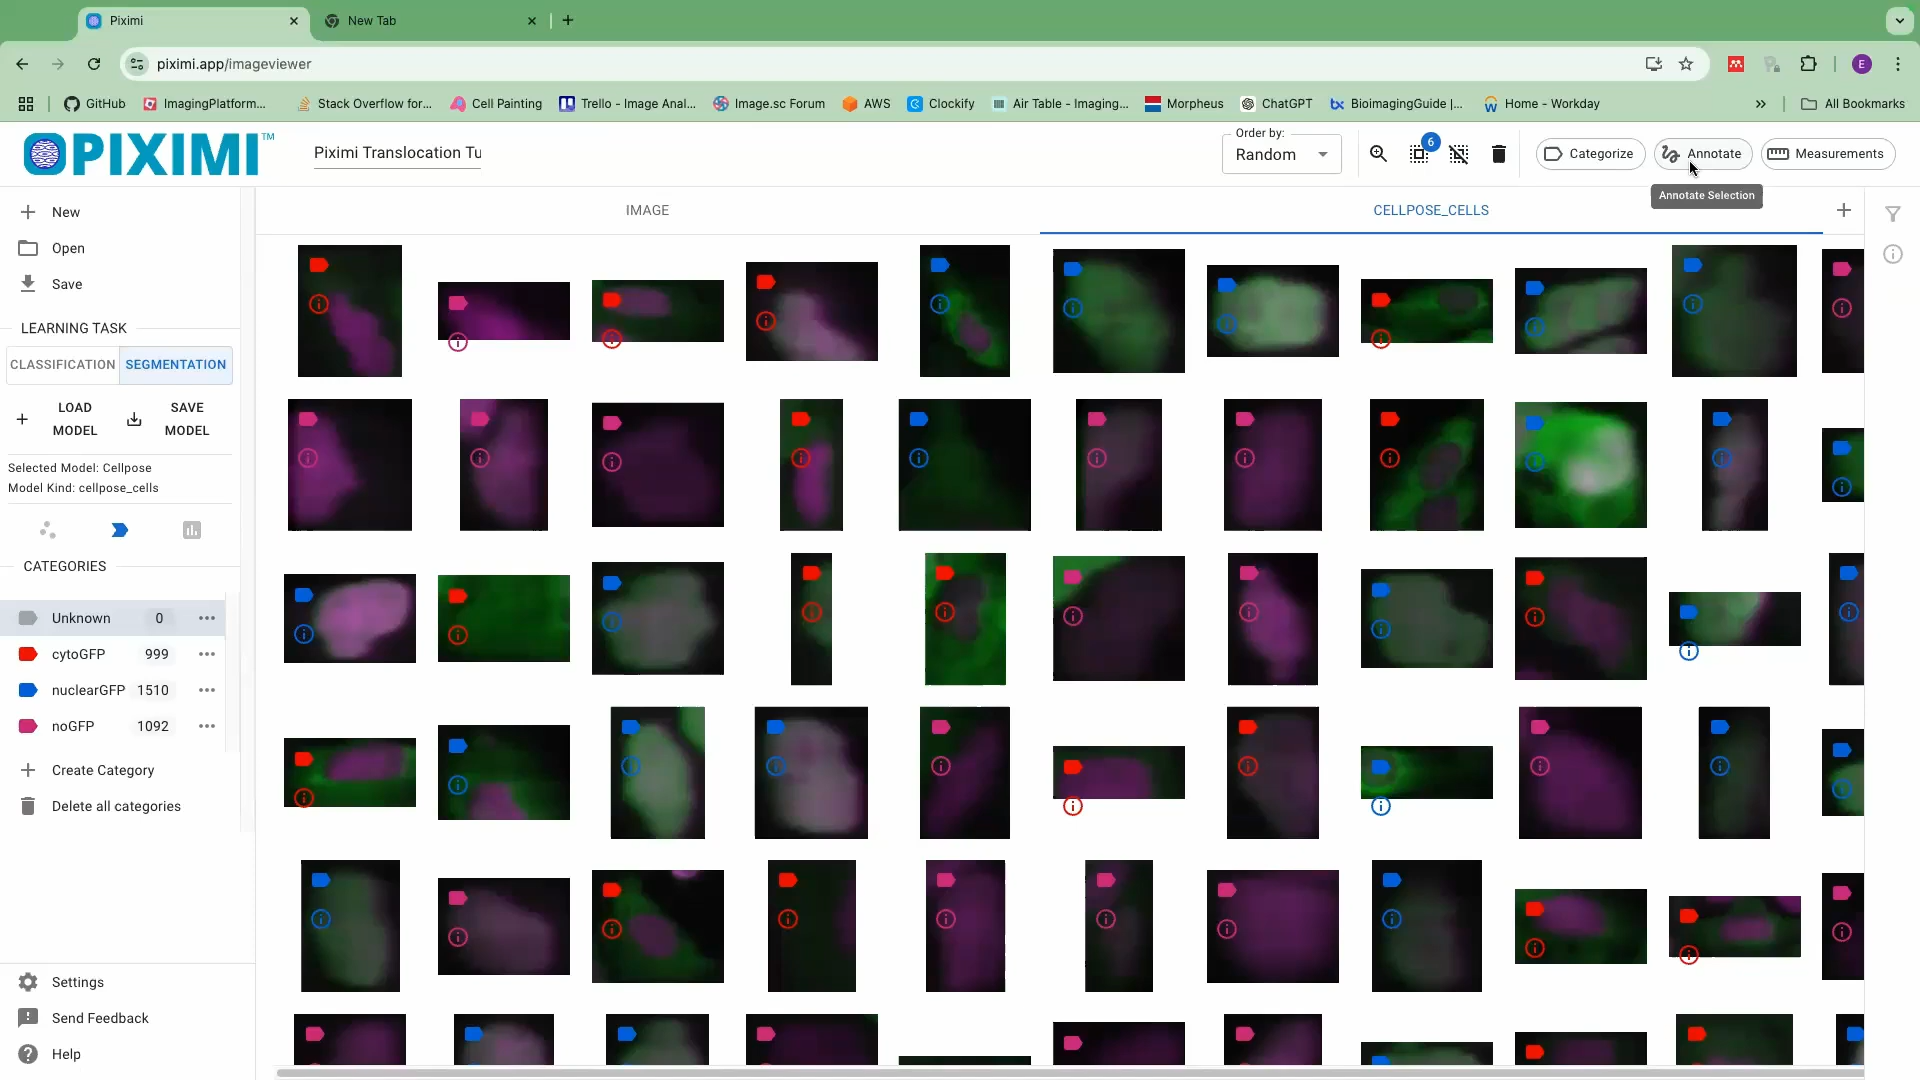 Piximi
New Tab
piximi.app/imageviewer
E
GitHub
ImagingPlatform...
Stack Overflow for...
Cell Painting
Trello - Image Anal...
Image.sc Forum
AWS
Clockify
Air Table - Imaging...
Morpheus
ChatGPT
BioimagingGuide |...
Home - Workday
All Bookmarks
PIXIMI™
Piximi Translocation Tu
Order by:
Random
6
Categorize
Annotate
Measurements
Annotate Selection
New
Open
Save
IMAGE
CELLPOSE_CELLS
LEARNING TASK
CLASSIFICATION
SEGMENTATION
LOAD
MODEL
SAVE
MODEL
Selected Model: Cellpose
Model Kind: cellpose_cells
CATEGORIES
Unknown 0
cytoGFP 999
nuclearGFP 1510
noGFP 1092
Create Category
Delete all categories
Settings
Send Feedback
Help